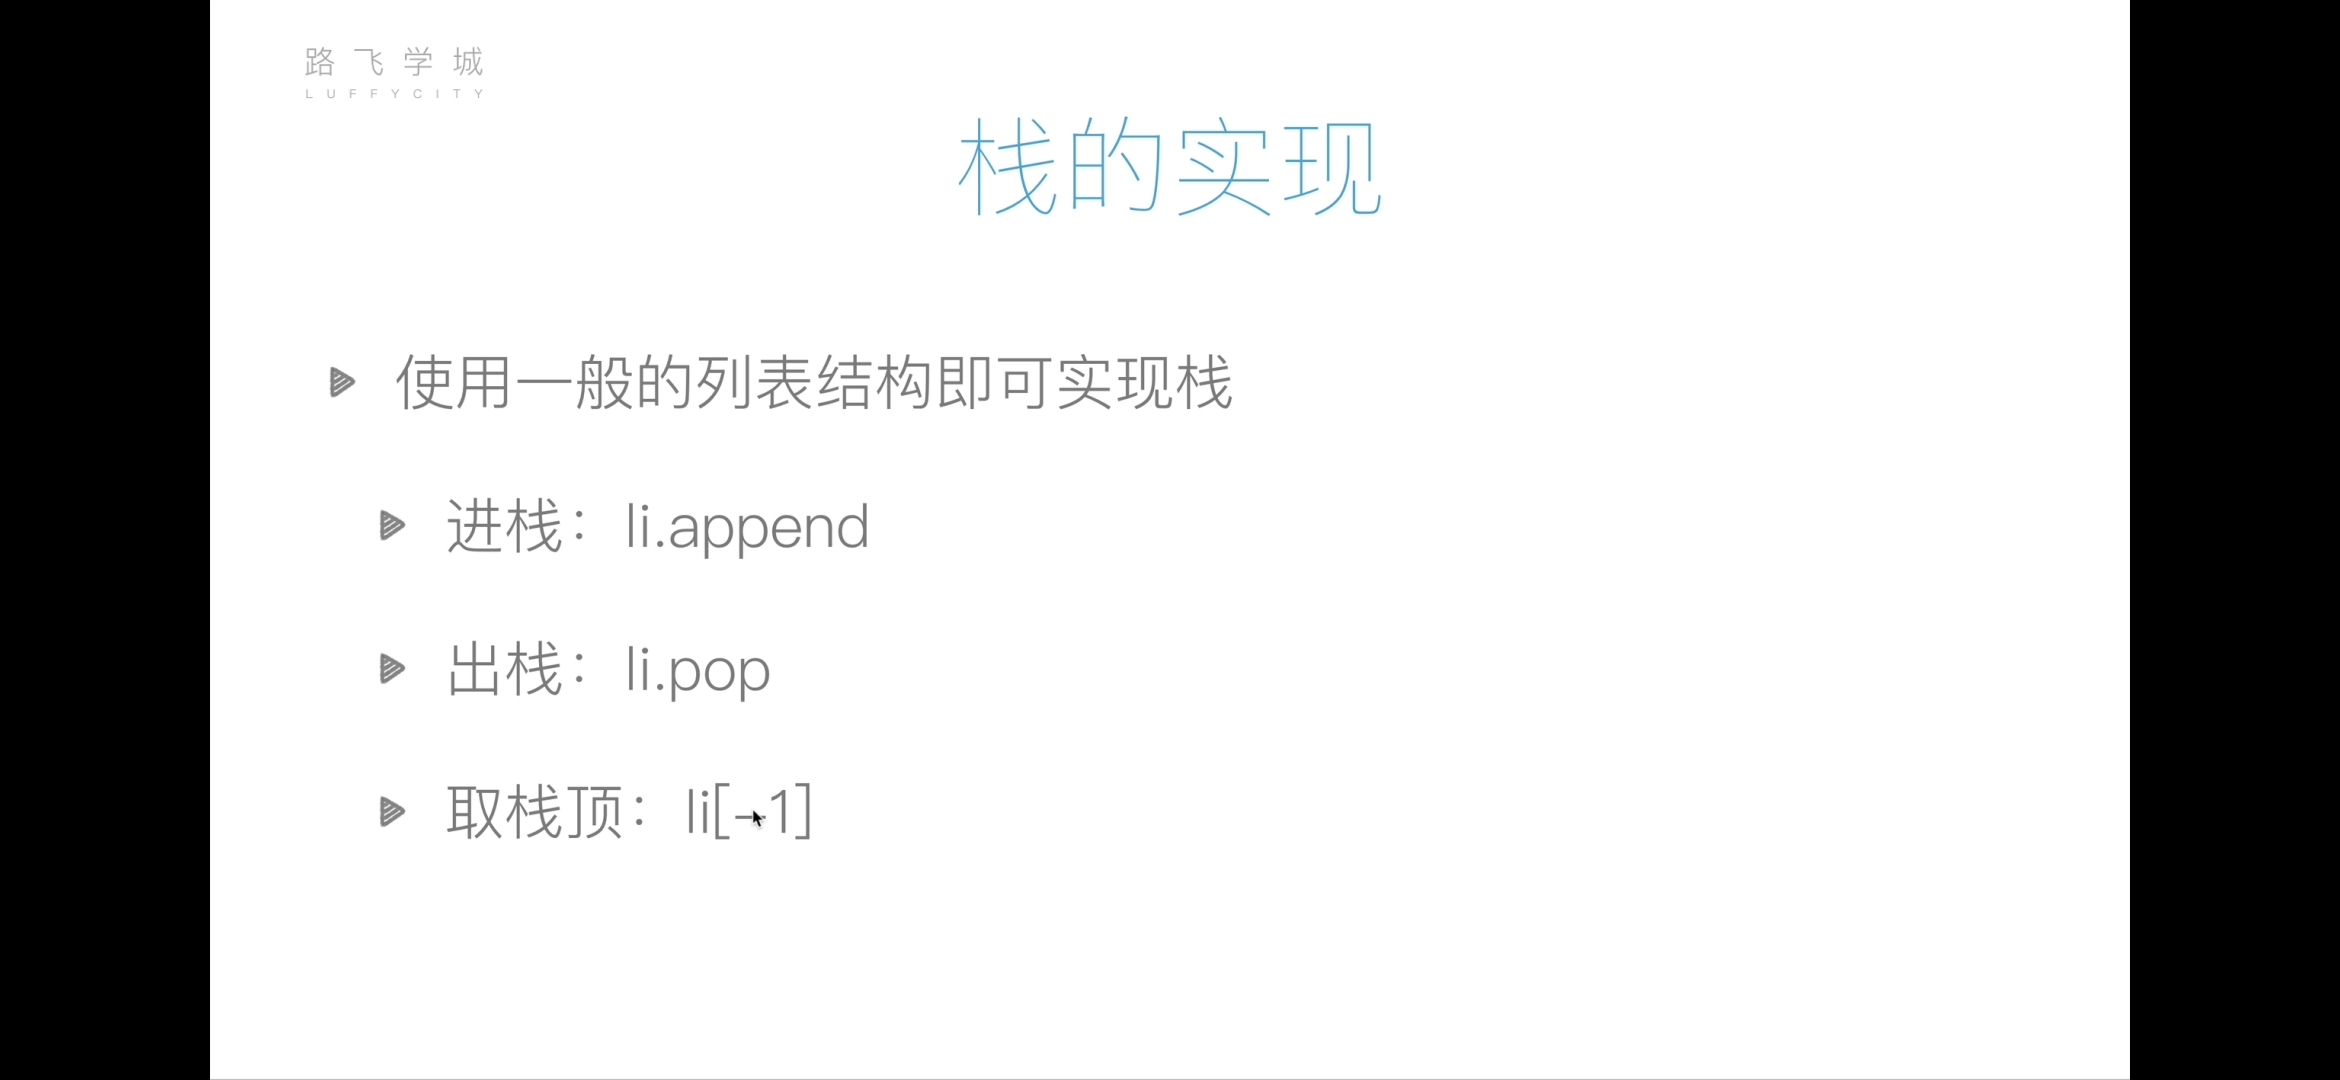 路飞学城
LUFFYCITY
栈的实现
使用一般的列表结构即可实现栈
进栈：li.append
出栈：li.pop
取栈顶：li[-1]